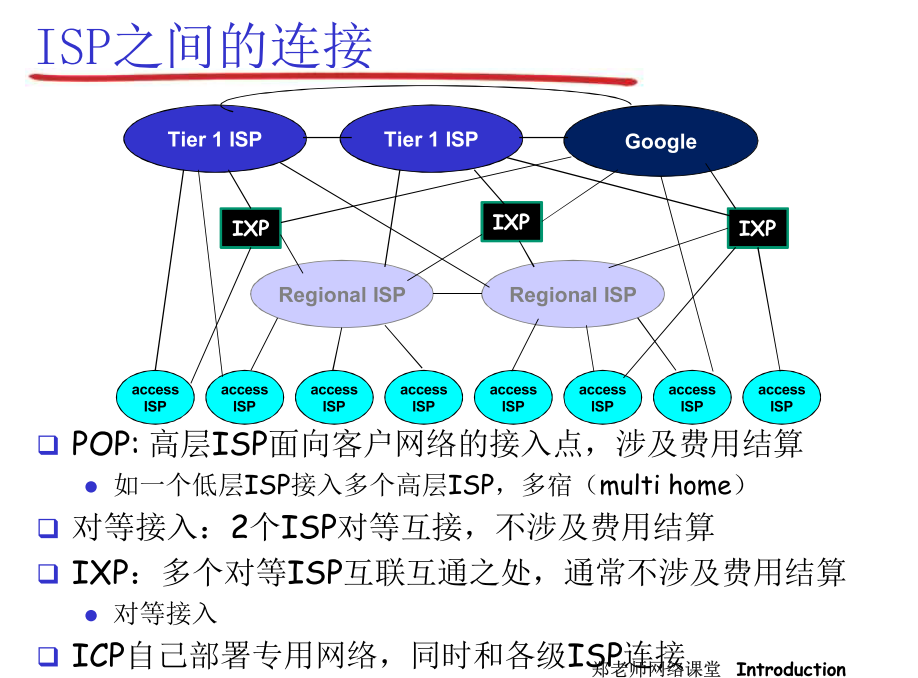 ISP之间的连接
Tier 1 ISP
Tier 1 ISP
Google
IXP
IXP
IXP
Regional ISP
Regional ISP
access
ISP
access
ISP
access
ISP
access
ISP
access
ISP
access
ISP
access
ISP
access
ISP
POP: 高层ISP面向客户网络的接入点，涉及费用结算
如一个低层ISP接入多个高层ISP，多宿（multi home）
对等接入：2个ISP对等互接，不涉及费用结算
IXP：多个对等ISP互联互通之处，通常不涉及费用结算
对等接入
ICP自己部署专用网络，同时和各级ISP连接
郑老师网络课堂 Introduction